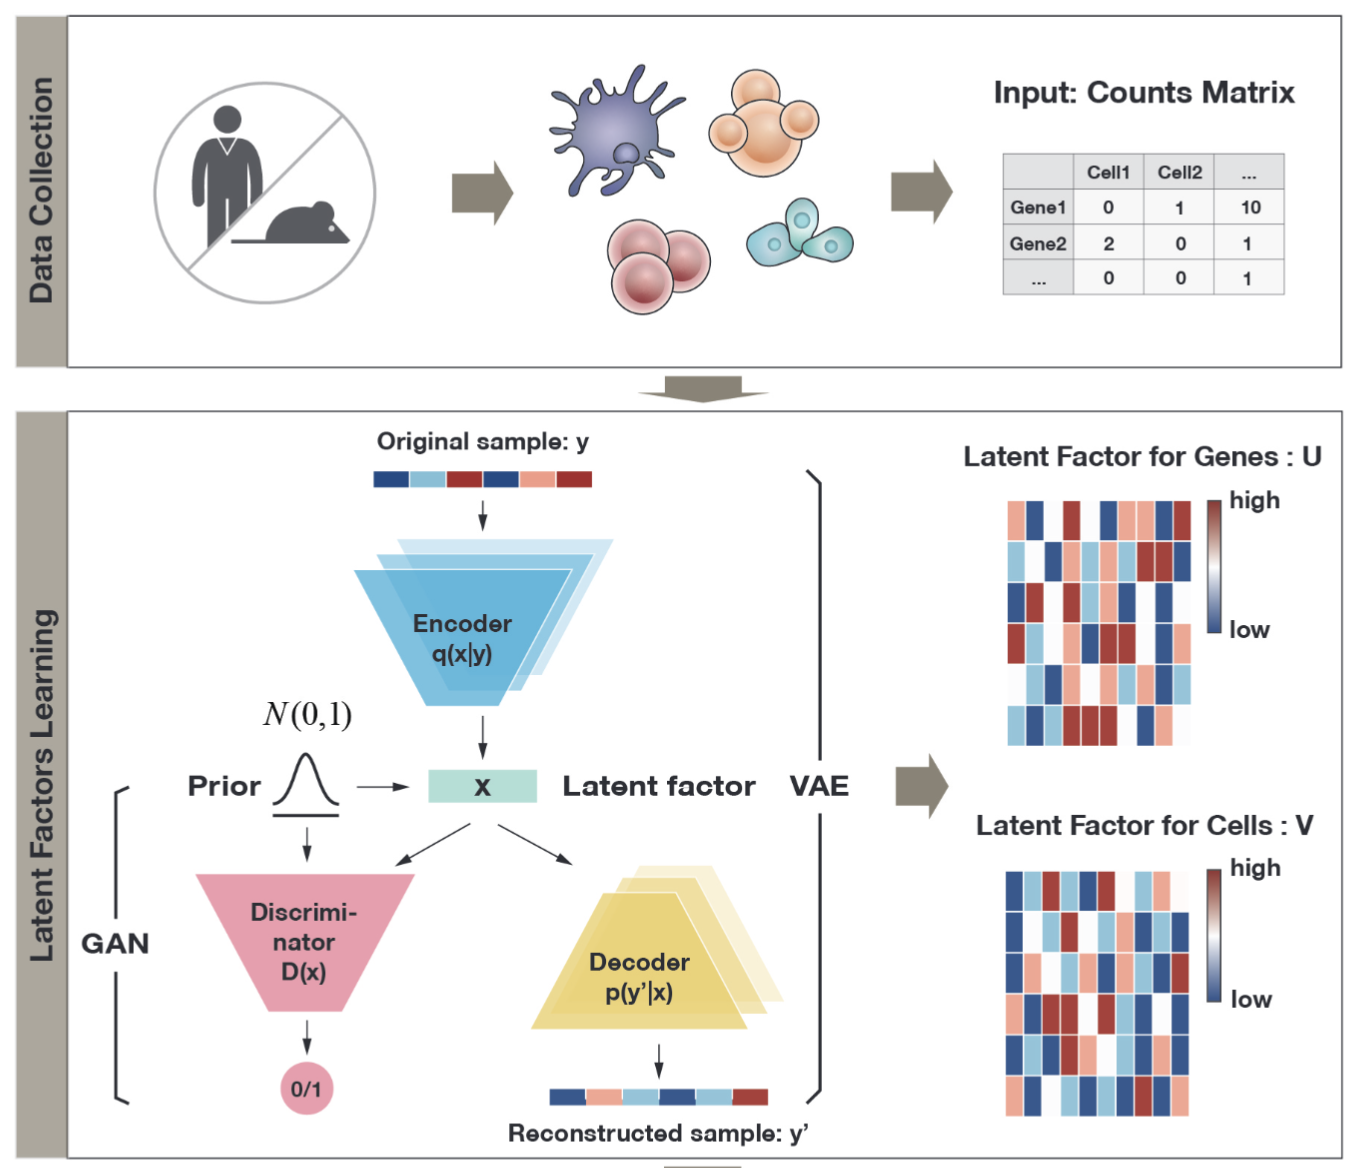 Data Collection
Input: Counts Matrix
Cell1 Cell2 ...
Gene1 0 1 10
Gene2 2 0 1
... 0 0 1
Latent Factors Learning
Original sample: y
Encoder
q(x|y)
N(0,1)
Prior
x
Latent factor
VAE
GAN
Discrimi-
nator
D(x)
0/1
Decoder
p(y’|x)
Reconstructed sample: y’
Latent Factor for Genes : U
high
low
Latent Factor for Cells : V
high
low